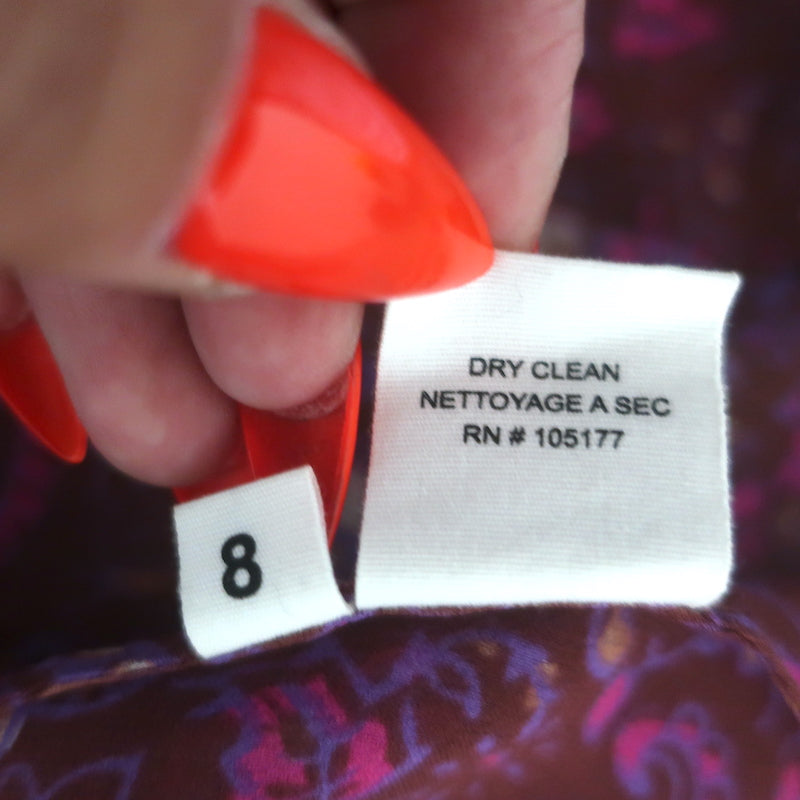 DRY CLEAN
NETTOYAGE A SEC
RN # 105177
8